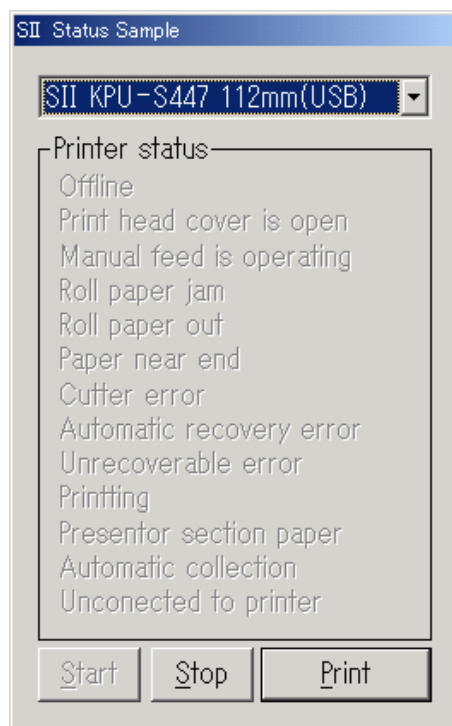 SII Status Sample
SII KPU-S447 112mm(USB)
Printer status
Offline
Print head cover is open
Manual feed is operating
Roll paper jam
Roll paper out
Paper near end
Cutter error
Automatic recovery error
Unrecoverable error
Printting
Presentor section paper
Automatic collection
Unconected to printer
Start Stop Print